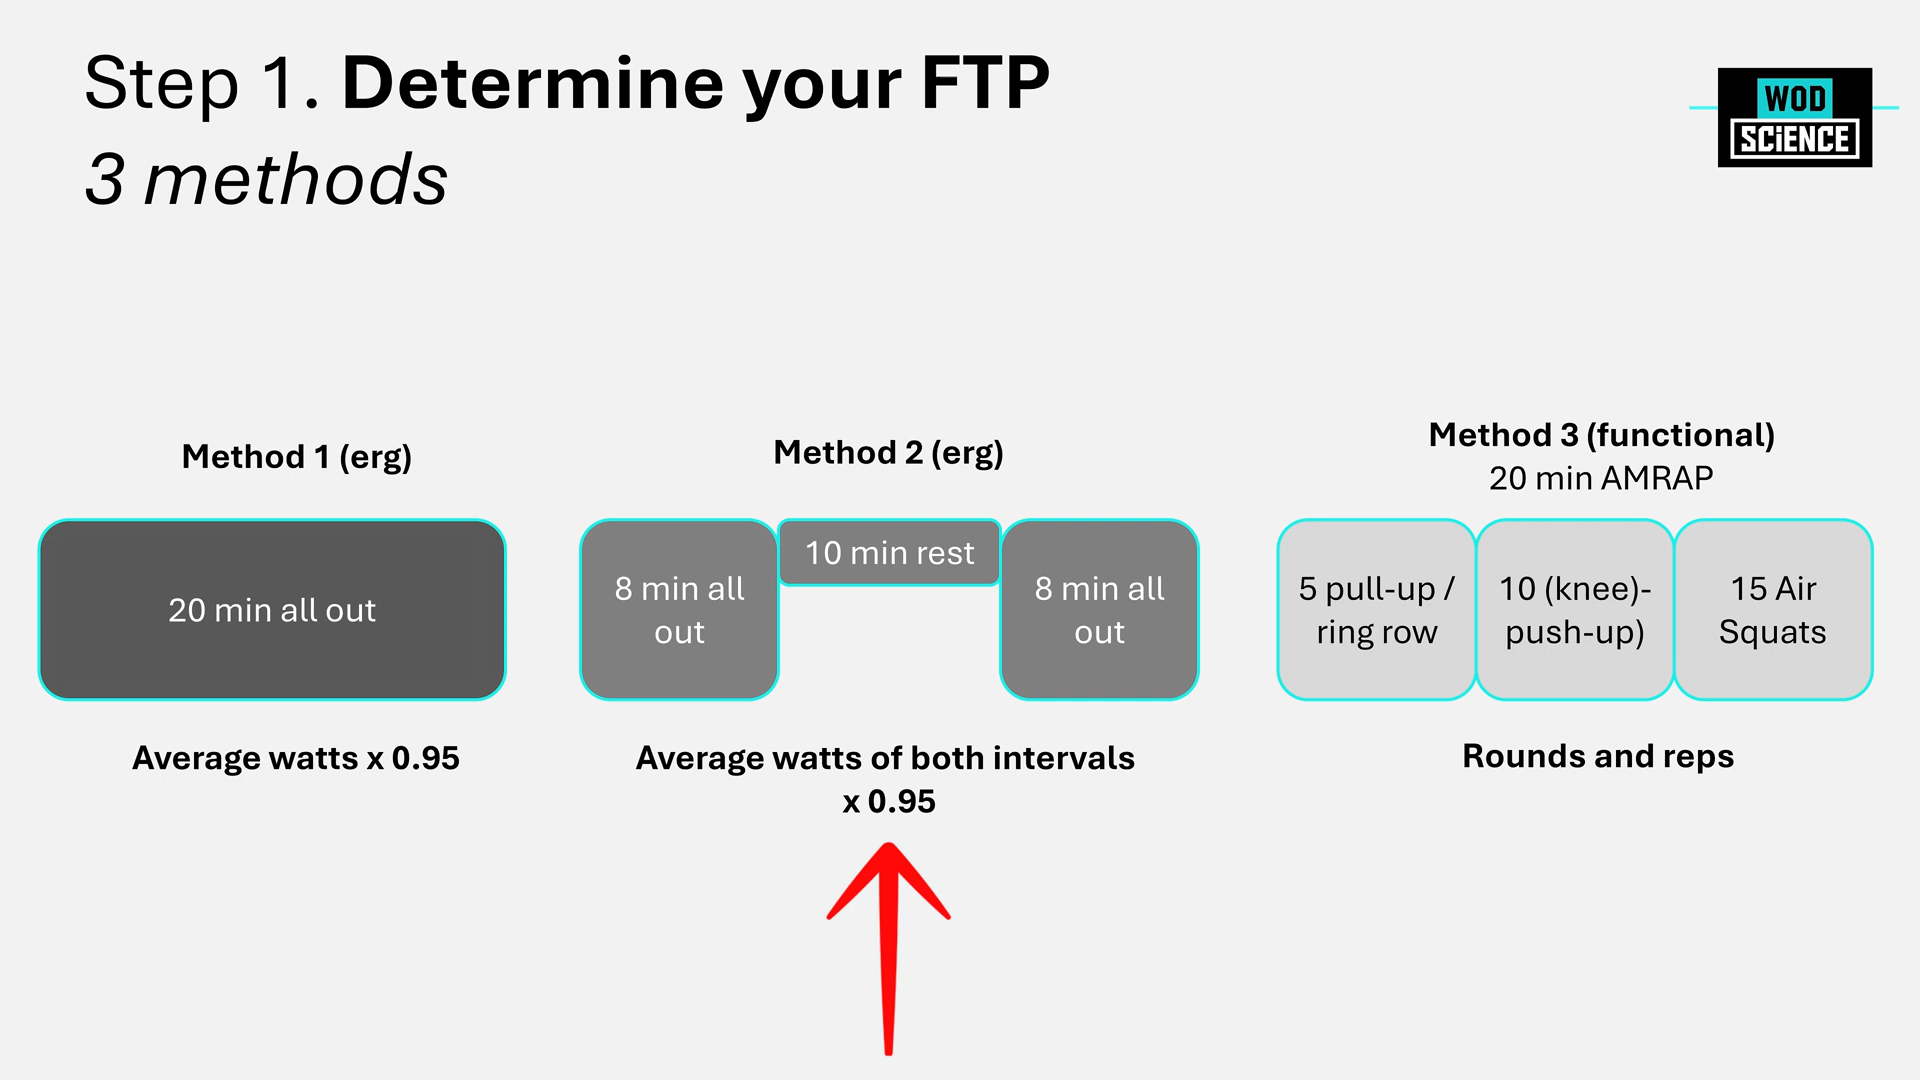 Step 1. Determine your FTP
3 methods
WOD
SCiENCE
Method 1 (erg)
20 min all out
Average watts x 0.95
Method 2 (erg)
8 min all
out
10 min rest
8 min all
out
Average watts of both intervals
x 0.95
Method 3 (functional)
20 min AMRAP
5 pull-up /
ring row
10 (knee)-
push-up)
15 Air
Squats
Rounds and reps